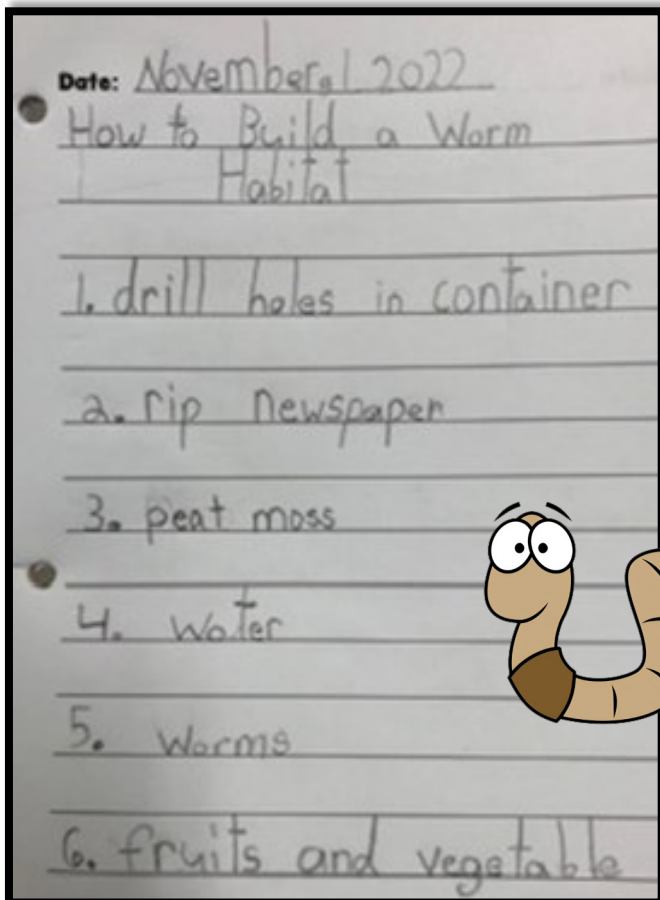 Date: November. 1 2022
How to Build a Worm
Habitat
1. drill holes in container
2. rip newspaper
3. peat moss
4. water
5. Worms
6. fruits and vegetable